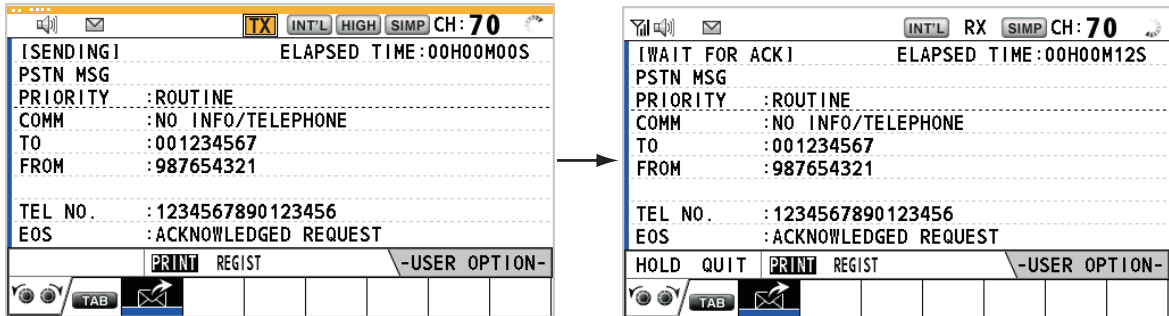 TX INT'L HIGH SIMP CH: 70
[SENDING] ELAPSED TIME:00H00M00S
PSTN MSG
PRIORITY :ROUTINE
COMM :NO INFO/TELEPHONE
TO :001234567
FROM :987654321
TEL NO. :1234567890123456
EOS :ACKNOWLEDGED REQUEST
PRINT REGIST \-USER OPTION-
TAB
INT'L RX SIMP CH: 70
[WAIT FOR ACK] ELAPSED TIME:00H00M12S
PSTN MSG
PRIORITY :ROUTINE
COMM :NO INFO/TELEPHONE
TO :001234567
FROM :987654321
TEL NO. :1234567890123456
EOS :ACKNOWLEDGED REQUEST
HOLD QUIT PRINT REGIST \-USER OPTION-
TAB